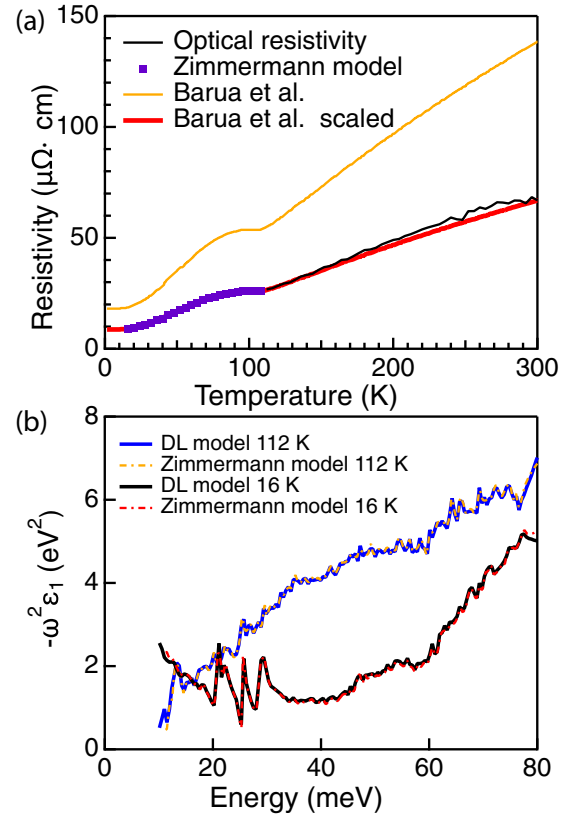 (a)
150
100
50
0
Resistivity (μΩ· cm)
Optical resistivity
Zimmermann model
Barua et al.
Barua et al. scaled
0
100
200
300
Temperature (K)
(b)
8
6
4
2
0
-ω² ε₁ (eV²)
DL model 112 K
Zimmermann model 112 K
DL model 16 K
Zimmermann model 16 K
0
20
40
60
80
Energy (meV)